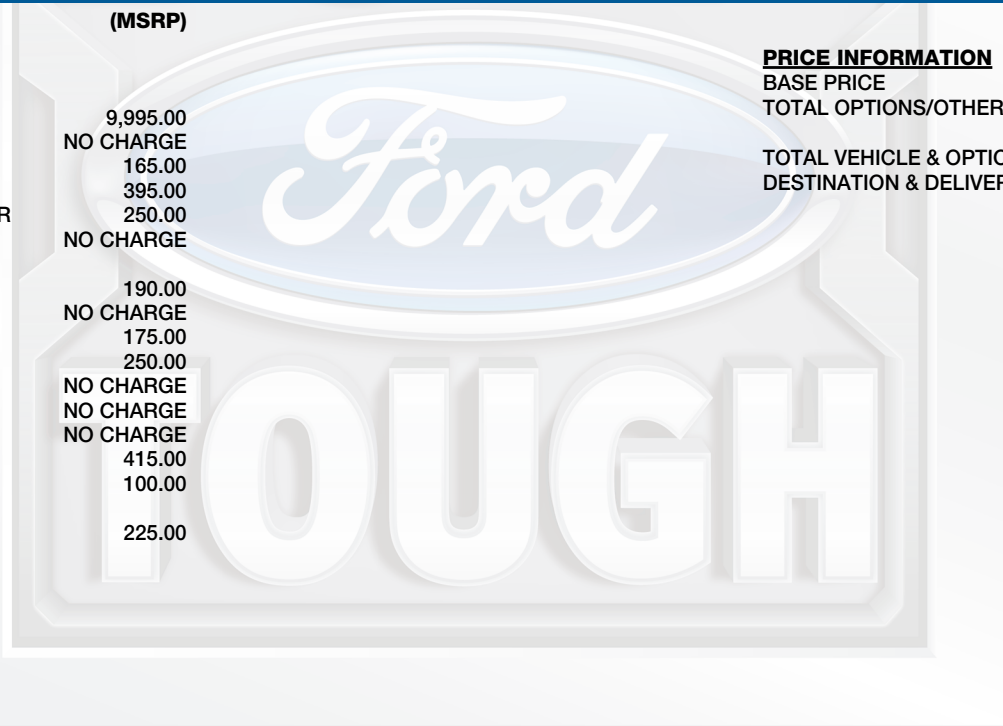 (MSRP)
9,995.00
NO CHARGE
165.00
395.00
R 250.00
NO CHARGE
190.00
NO CHARGE
175.00
250.00
NO CHARGE
NO CHARGE
NO CHARGE
415.00
100.00
225.00
PRICE INFORMATION
BASE PRICE
TOTAL OPTIONS/OTHER
TOTAL VEHICLE & OPTIO
DESTINATION & DELIVER
Ford
TOUGH